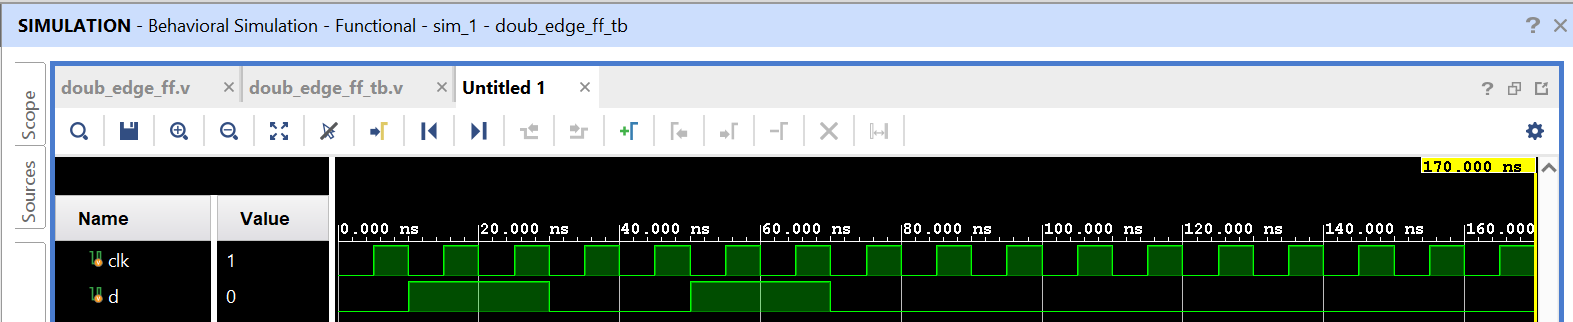 SIMULATION - Behavioral Simulation - Functional - sim_1 - doub_edge_ff_tb ? ×
Scope
Sources
doub_edge_ff.v × doub_edge_ff_tb.v × Untitled 1 × ?
170.000 ns
Name Value
0.000 ns 20.000 ns 40.000 ns 60.000 ns 80.000 ns 100.000 ns 120.000 ns 140.000 ns 160.000
clk 1
d 0